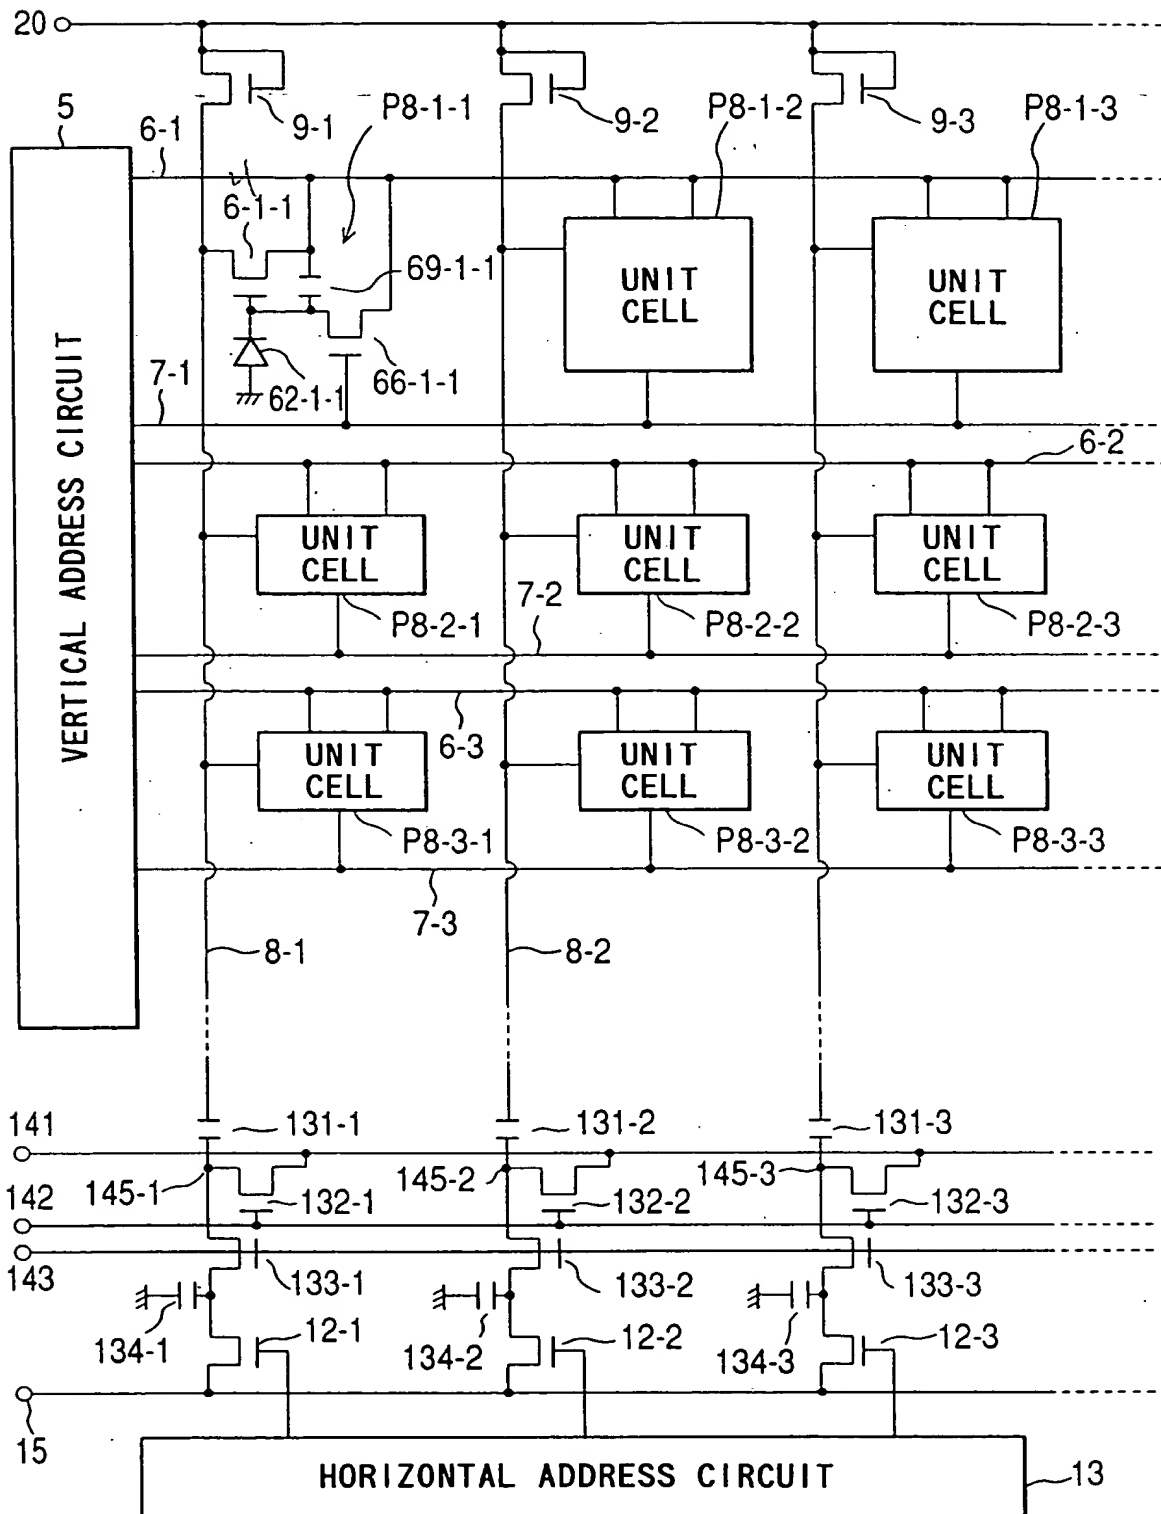 20
9-1
9-2
9-3
P8-1-1
P8-1-2
P8-1-3
5
6-1
6-1-1
69-1-1
UNIT
CELL
UNIT
CELL
66-1-1
62-1-1
7-1
VERTICAL ADDRESS CIRCUIT
6-2
UNIT
CELL
UNIT
CELL
UNIT
CELL
P8-2-1
7-2
P8-2-2
P8-2-3
6-3
UNIT
CELL
UNIT
CELL
UNIT
CELL
P8-3-1
P8-3-2
P8-3-3
7-3
8-1
8-2
141
131-1
131-2
131-3
145-1
145-2
145-3
142
132-1
132-2
132-3
143
133-1
133-2
133-3
134-1
12-1
134-2
12-2
134-3
12-3
15
HORIZONTAL ADDRESS CIRCUIT
13